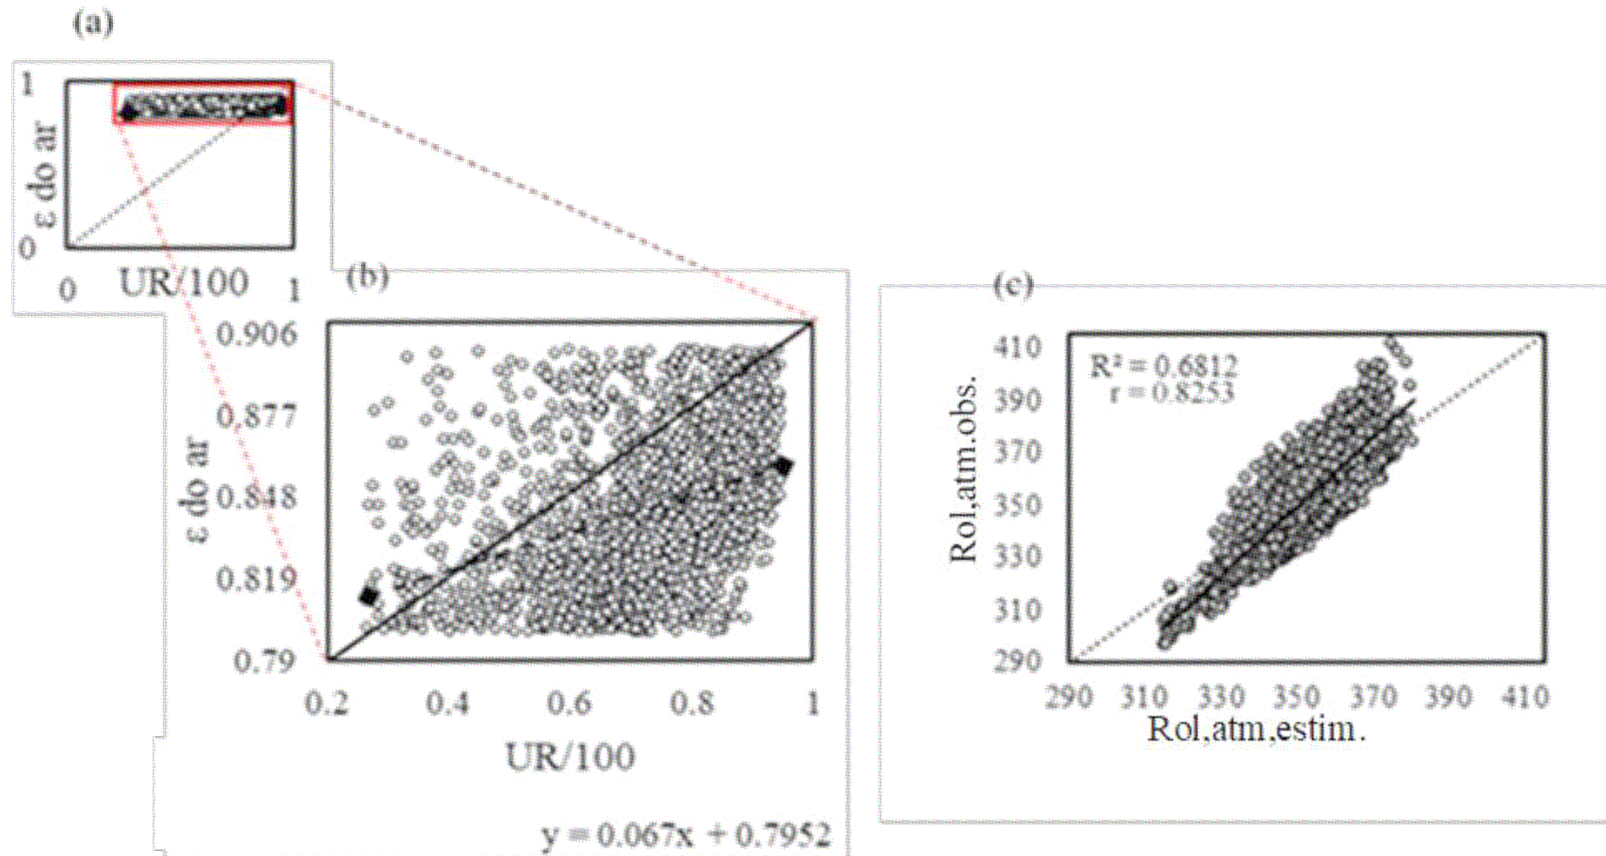 (a)
1
ε do ar
0
0
UR/100
1
(b)
0.906
0.877
0.848
0.819
0.79
ε do ar
0.2 0.4 0.6 0.8 1
UR/100
y = 0.067x + 0.7952
(c)
R² = 0.6812
r = 0.8253
410
390
370
350
330
310
290
Rol,atm.obs.
290 310 330 350 370 390 410
Rol,atm,estim.